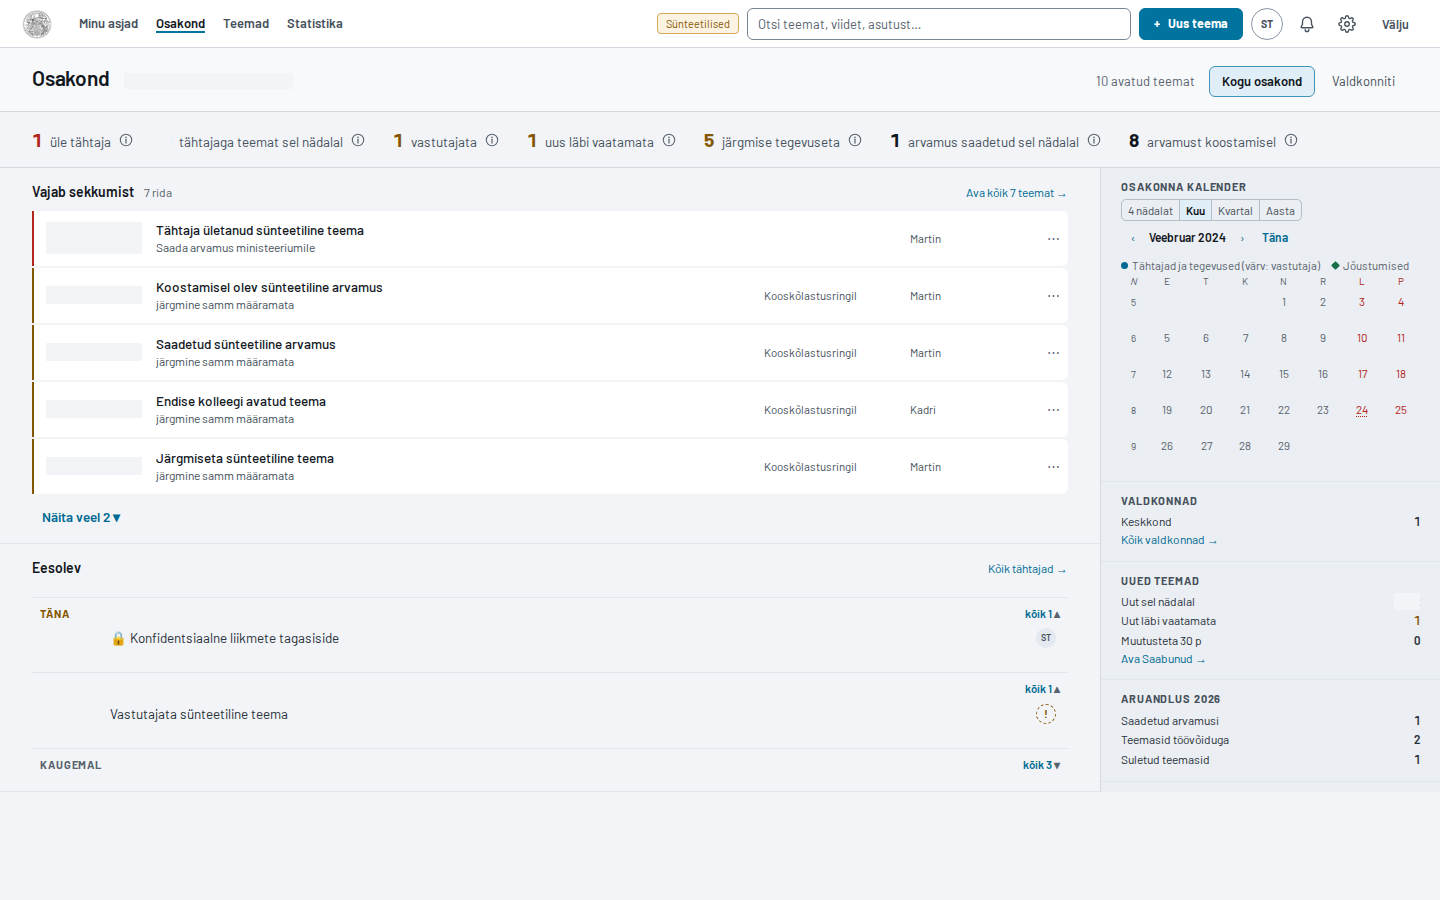 Minu asjad
Osakond
Teemad
Statistika
Sünteetilised
Otsi teemat, viidet, asutust…
+ Uus teema
ST
Välju
Osakond
10 avatud teemat
Kogu osakond
Valdkonniti
1 üle tähtaja
tähtajaga teemat sel nädalal
1 vastutajata
1 uus läbi vaatamata
5 järgmise tegevuseta
1 arvamus saadetud sel nädalal
8 arvamust koostamisel
Vajab sekkumist 7 rida
Ava kõik 7 teemat →
Tähtaja ületanud sünteetiline teema
Saada arvamus ministeeriumile
Martin
Koostamisel olev sünteetiline arvamus
järgmine samm määramata
Kooskõlastusringil
Martin
Saadetud sünteetiline arvamus
järgmine samm määramata
Kooskõlastusringil
Martin
Endise kolleegi avatud teema
järgmine samm määramata
Kooskõlastusringil
Kadri
Järgmiseta sünteetiline teema
järgmine samm määramata
Kooskõlastusringil
Martin
Näita veel 2 ▼
Eesolev
Kõik tähtajad →
TÄNA
kõik 1 ▲
🔒 Konfidentsiaalne liikmete tagasiside
ST
kõik 1 ▲
Vastutajata sünteetiline teema
!
KAUGEMAL
kõik 3 ▼
OSAKONNA KALENDER
4 nädalat Kuu Kvartal Aasta
‹ Veebruar 2024 › Täna
Tähtajad ja tegevused (värv: vastutaja) Jõustumised
N E T K N R L P
5 1 2 3 4
6 5 6 7 8 9 10 11
7 12 13 14 15 16 17 18
8 19 20 21 22 23 24 25
9 26 27 28 29
VALDKONNAD
Keskkond 1
Kõik valdkonnad →
UUED TEEMAD
Uut sel nädalal
Uut läbi vaatamata 1
Muutusteta 30 p 0
Ava Saabunud →
ARUANDLUS 2026
Saadetud arvamusi 1
Teemasid töövõiduga 2
Suletud teemasid 1